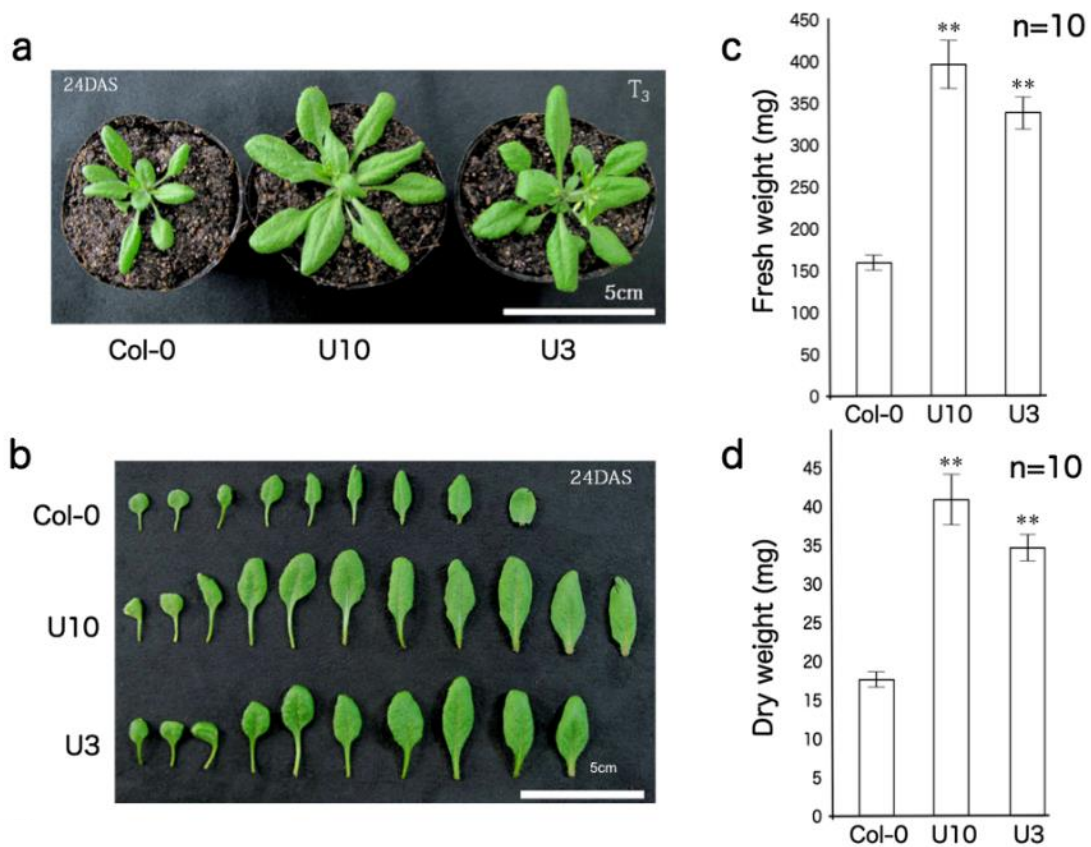 a
24DAS
T3
5cm
Col-0 U10 U3
b
24DAS
Col-0
U10
U3
5cm
c
n=10
Fresh weight (mg)
450
400
350
300
250
200
150
100
50
0
** **
Col-0 U10 U3
d
n=10
Dry weight (mg)
45
40
35
30
25
20
15
10
5
0
** **
Col-0 U10 U3